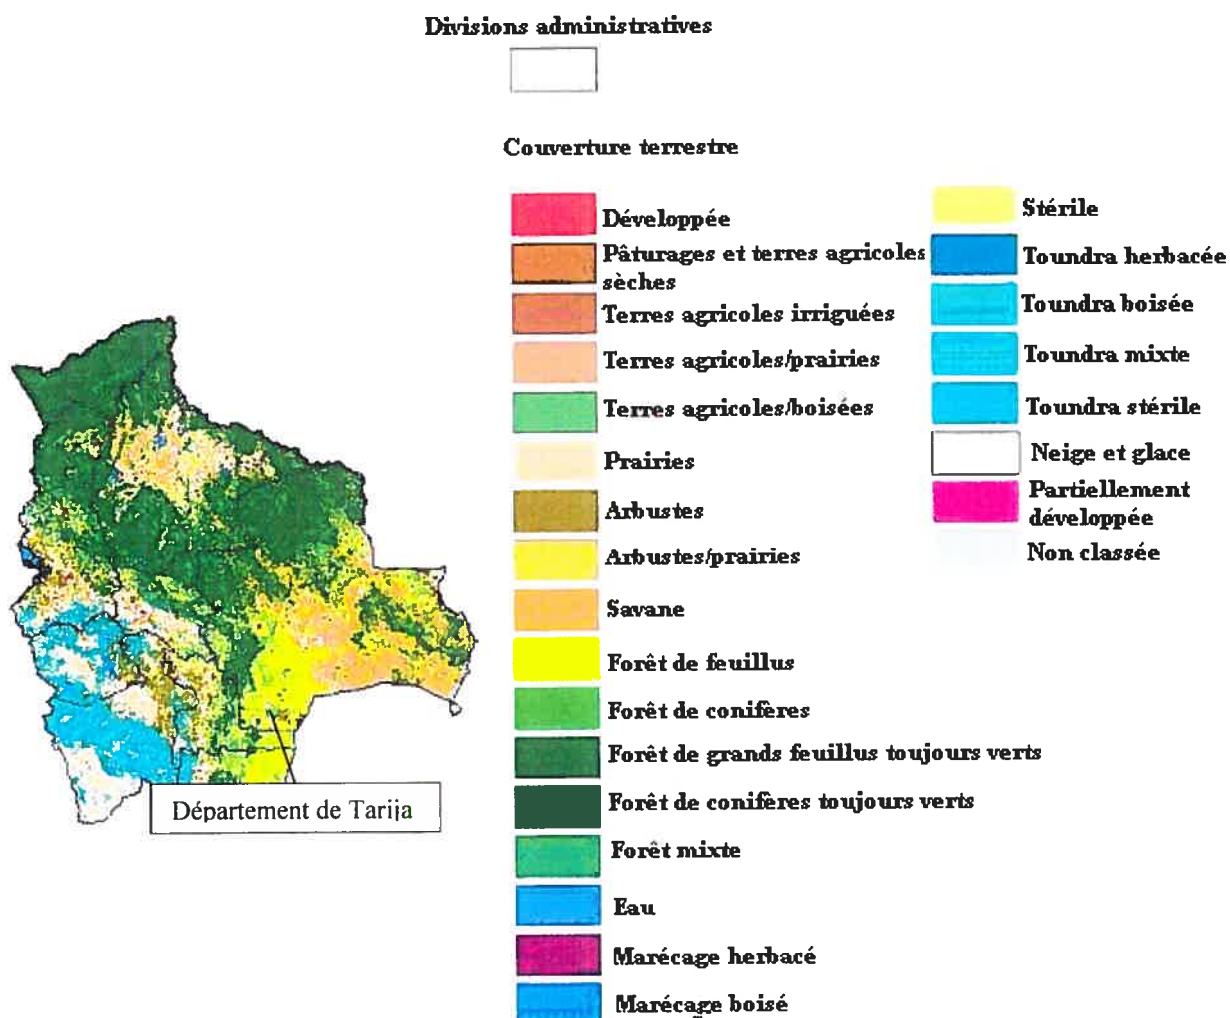 Divisions administratives
Couverture terrestre
Développée
Pâturages et terres agricoles
sèches
Terres agricoles irriguées
Terres agricoles/prairies
Terres agricoles/boisées
Prairies
Arbustes
Arbustes/prairies
Savane
Forêt de feuillus
Forêt de conifères
Forêt de grands feuillus toujours verts
Forêt de conifères toujours verts
Forêt mixte
Eau
Marécage herbacé
Marécage boisé
Stérile
Toundra herbacée
Toundra boisée
Toundra mixte
Toundra stérile
Neige et glace
Partiellement
développée
Non classée
Département de Tarija